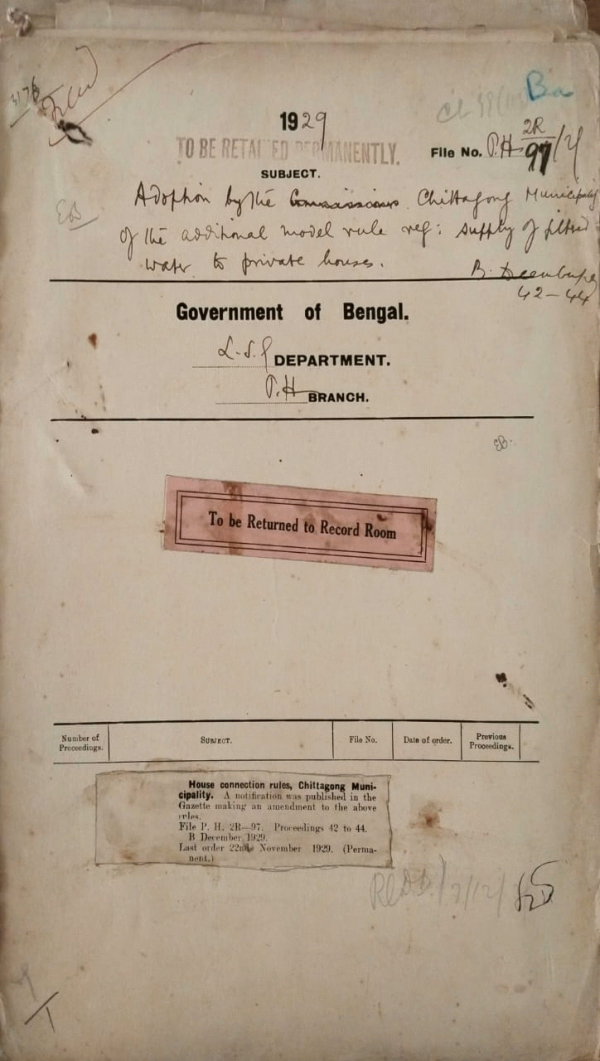 Ba
1929
TO BE RETAINED PERMANENTLY.
File No. P.H 2R/97/29
SUBJECT.
Adoption by the Chittagong Municipality
of the additional model rule reg: supply of filtered
water to private houses.
B. December
42-44
Government of Bengal.
L.S.G DEPARTMENT.
P.H BRANCH.
To be Returned to Record Room
Number of Proceedings. SUBJECT. File No. Date of order. Previous Proceedings.
House connection rules, Chittagong Muni-
cipality. A notification was published in the
Gazette making an amendment to the above
rules.
File P. H. 2R—97. Proceedings 42 to 44.
B December, 1929.
Last order 22nd November 1929. (Perma-
nent.)